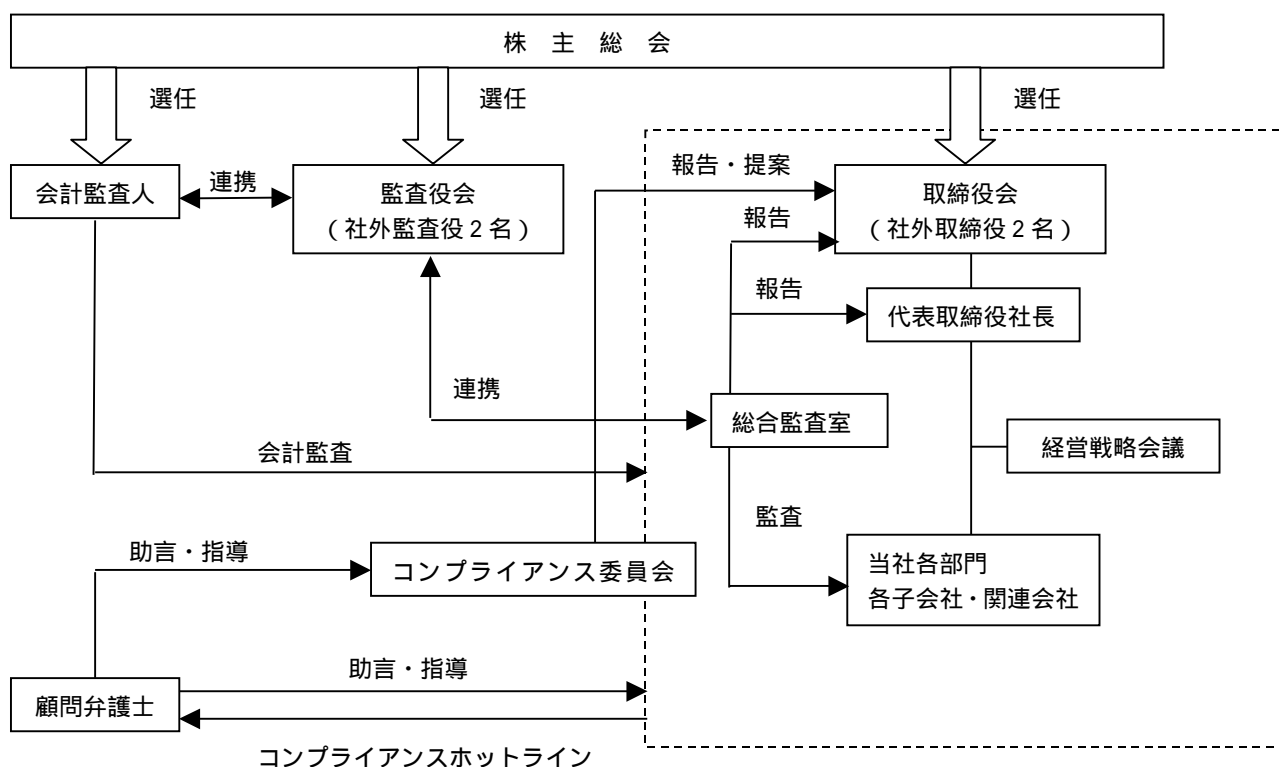 株 主 総 会
選任
選任
選任
会計監査人
連携
監査役会
（社外監査役２名）
報告・提案
取締役会
（社外取締役２名）
報告
報告
代表取締役社長
連携
総合監査室
経営戦略会議
会計監査
監査
助言・指導
コンプライアンス委員会
当社各部門
各子会社・関連会社
助言・指導
顧問弁護士
コンプライアンスホットライン